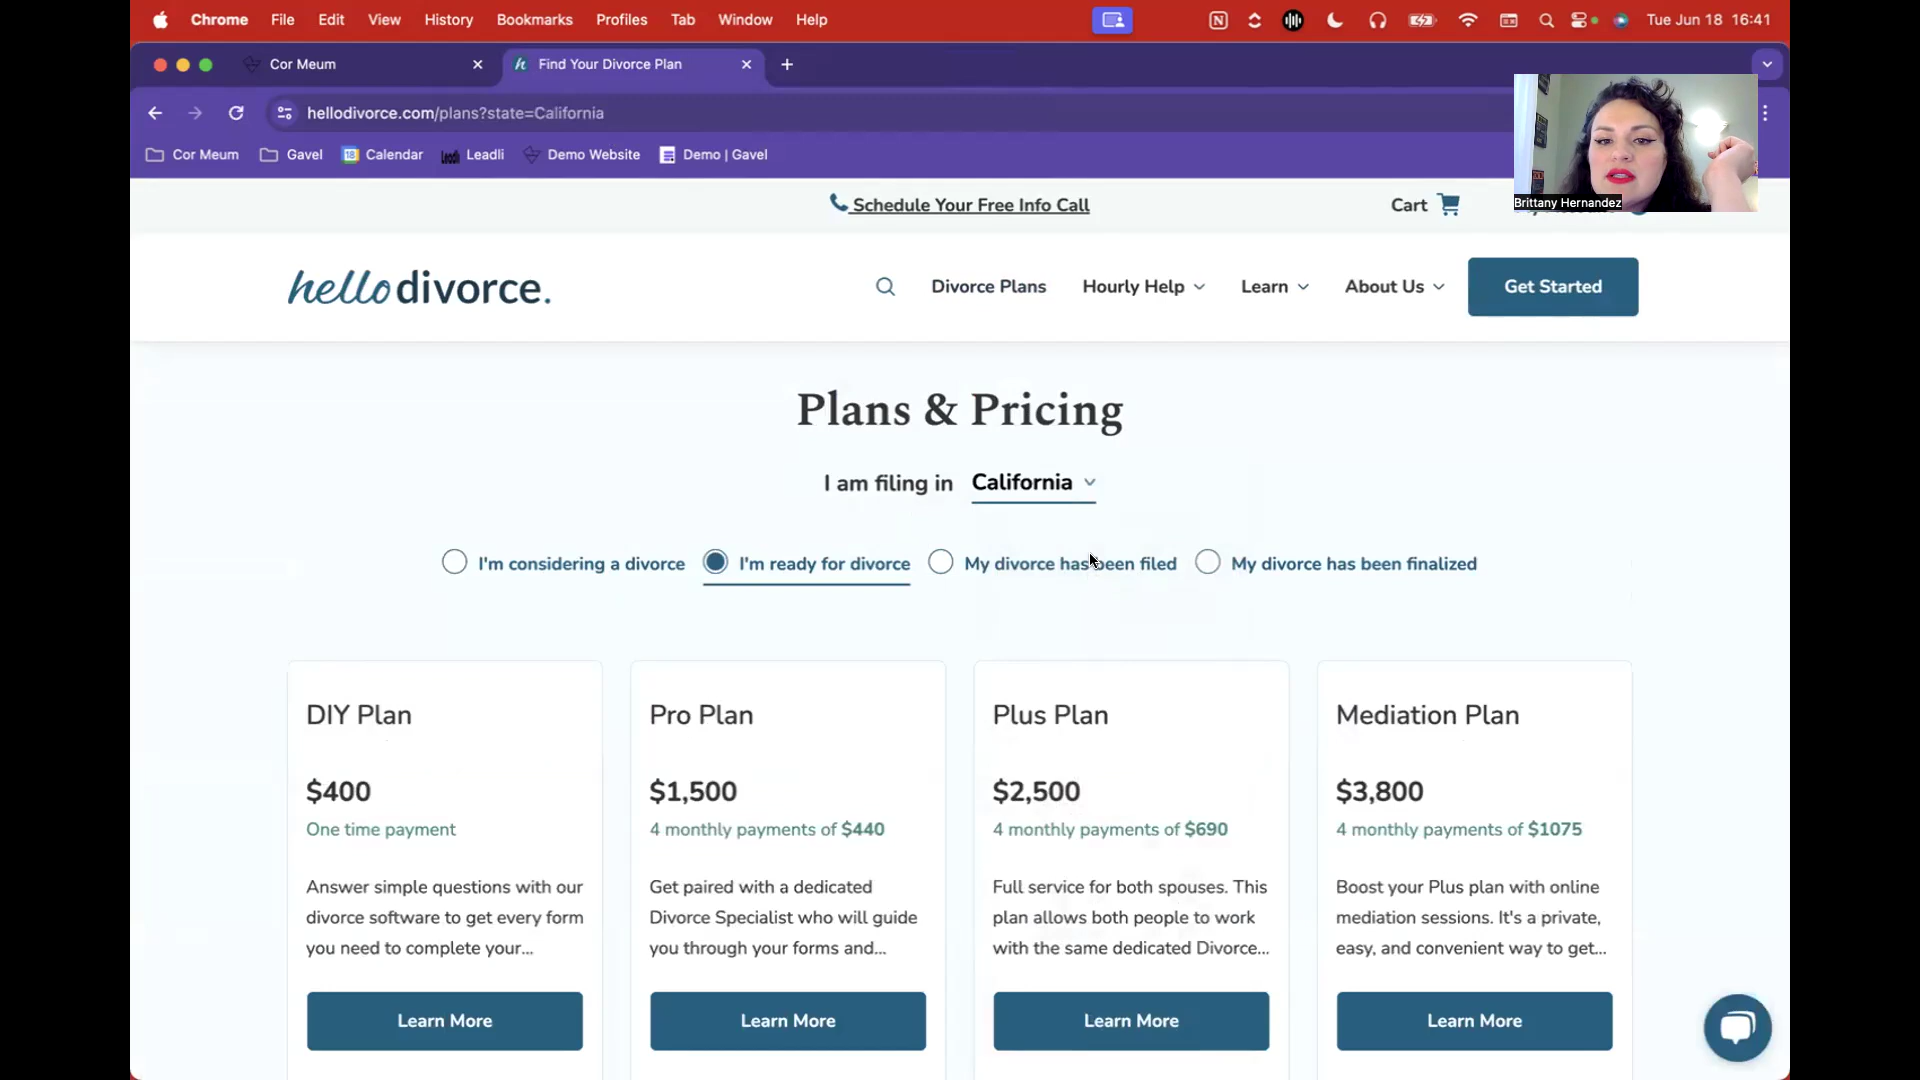 Chrome File Edit View History Bookmarks Profiles Tab Window Help Tue Jun 18 16:41
Cor Meum
Find Your Divorce Plan
hellodivorce.com/plans?state=California
Cor Meum Gavel Calendar Leadli Demo Website Demo | Gavel
Brittany Hernandez
Schedule Your Free Info Call
Cart
hello divorce.
Divorce Plans Hourly Help Learn About Us Get Started
Plans & Pricing
I am filing in California
I'm considering a divorce I'm ready for divorce My divorce has been filed My divorce has been finalized
DIY Plan
$400
One time payment
Answer simple questions with our
divorce software to get every form
you need to complete your...
Learn More
Pro Plan
$1,500
4 monthly payments of $440
Get paired with a dedicated
Divorce Specialist who will guide
you through your forms and...
Learn More
Plus Plan
$2,500
4 monthly payments of $690
Full service for both spouses. This
plan allows both people to work
with the same dedicated Divorce...
Learn More
Mediation Plan
$3,800
4 monthly payments of $1075
Boost your Plus plan with online
mediation sessions. It's a private,
easy, and convenient way to get...
Learn More